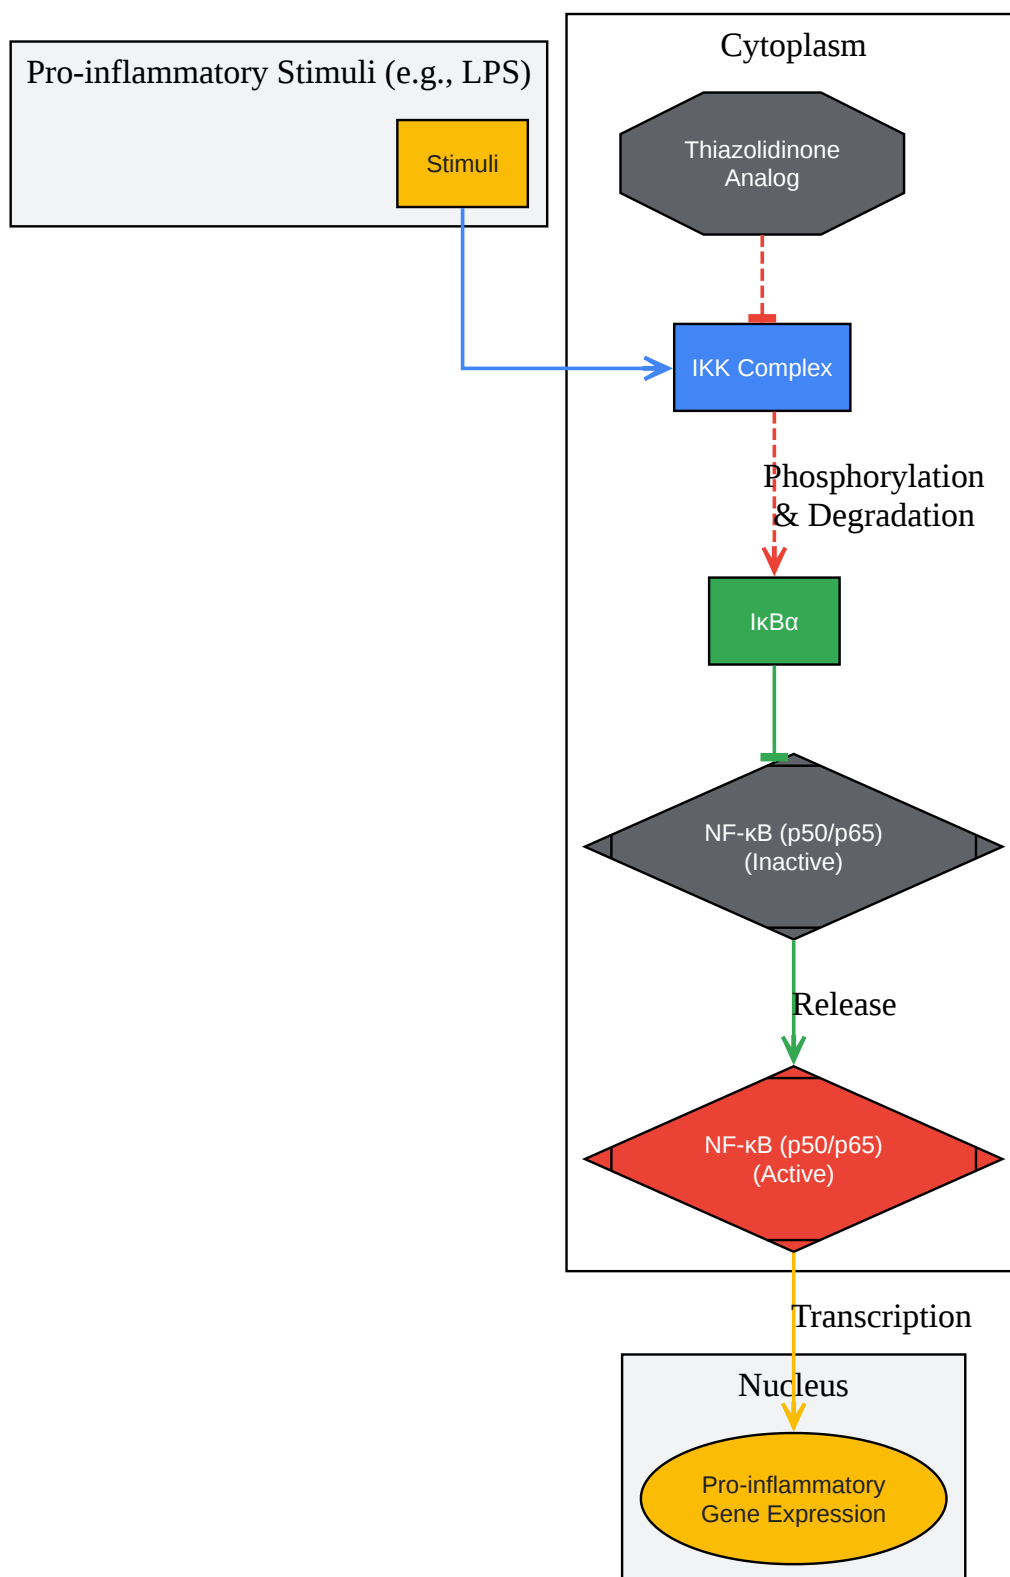 Pro-inflammatory Stimuli (e.g., LPS)
Stimuli
Cytoplasm
Thiazolidinone
Analog
IKK Complex
Phosphorylation
& Degradation
IκBα
NF-κB (p50/p65)
(Inactive)
Release
NF-κB (p50/p65)
(Active)
Transcription
Nucleus
Pro-inflammatory
Gene Expression